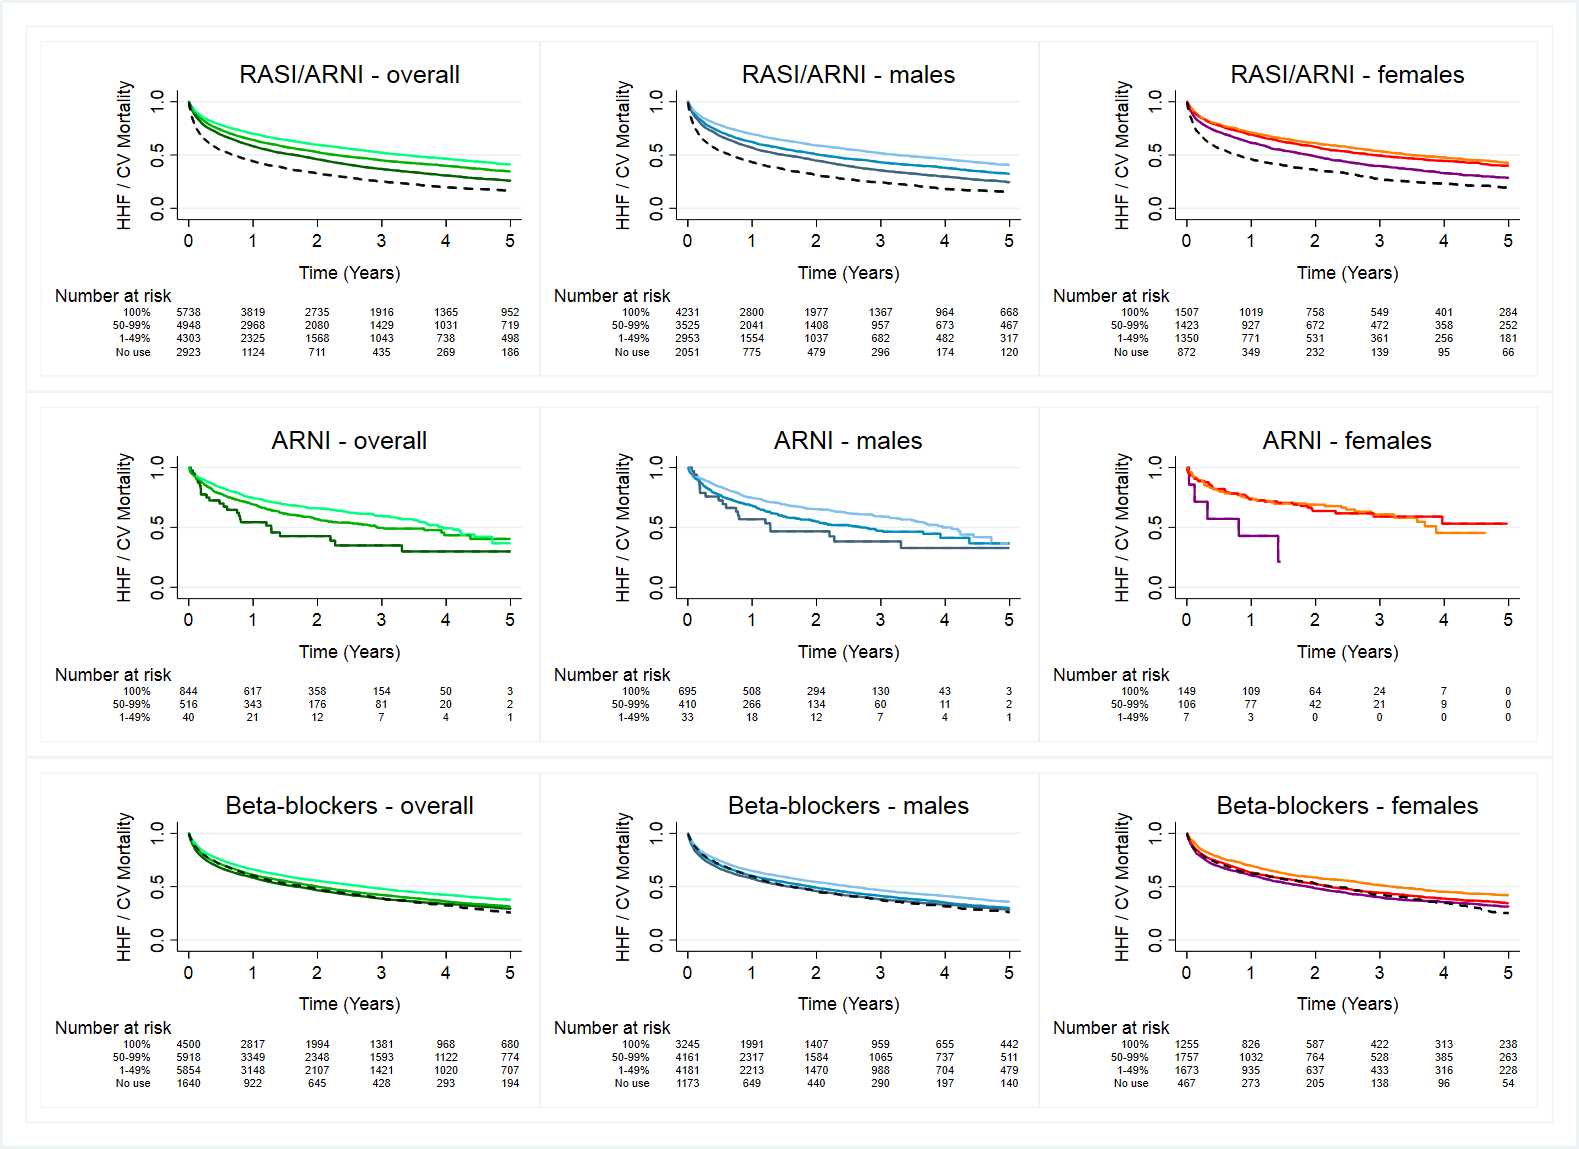 RASI/ARNI - overall
HHF / CV Mortality
1.0
0.5
0.0
0 1 2 3 4 5
Time (Years)
Number at risk
100% 5738 3819 2735 1916 1365 952
50-99% 4948 2968 2080 1429 1031 719
1-49% 4303 2325 1568 1043 738 498
No use 2923 1124 711 435 269 186
RASI/ARNI - males
HHF / CV Mortality
1.0
0.5
0.0
0 1 2 3 4 5
Time (Years)
Number at risk
100% 4231 2800 1977 1367 964 668
50-99% 3525 2041 1408 957 673 467
1-49% 2953 1554 1037 682 482 317
No use 2051 775 479 296 174 120
RASI/ARNI - females
HHF / CV Mortality
1.0
0.5
0.0
0 1 2 3 4 5
Time (Years)
Number at risk
100% 1507 1019 758 549 401 284
50-99% 1423 927 672 472 358 252
1-49% 1350 771 531 361 256 181
No use 872 349 232 139 95 66
ARNI - overall
HHF / CV Mortality
1.0
0.5
0.0
0 1 2 3 4 5
Time (Years)
Number at risk
100% 844 617 358 154 50 3
50-99% 516 343 176 81 20 2
1-49% 40 21 12 7 4 1
ARNI - males
HHF / CV Mortality
1.0
0.5
0.0
0 1 2 3 4 5
Time (Years)
Number at risk
100% 695 508 294 130 43 3
50-99% 410 266 134 60 11 2
1-49% 33 18 12 7 4 1
ARNI - females
HHF / CV Mortality
1.0
0.5
0.0
0 1 2 3 4 5
Time (Years)
Number at risk
100% 149 109 64 24 7 0
50-99% 106 77 42 21 9 0
1-49% 7 3 0 0 0 0
Beta-blockers - overall
HHF / CV Mortality
1.0
0.5
0.0
0 1 2 3 4 5
Time (Years)
Number at risk
100% 4500 2817 1994 1381 968 680
50-99% 5918 3349 2348 1593 1122 774
1-49% 5854 3148 2107 1421 1020 707
No use 1640 922 645 428 293 194
Beta-blockers - males
HHF / CV Mortality
1.0
0.5
0.0
0 1 2 3 4 5
Time (Years)
Number at risk
100% 3245 1991 1407 959 655 442
50-99% 4161 2317 1584 1065 737 511
1-49% 4181 2213 1470 988 704 479
No use 1173 649 440 290 197 140
Beta-blockers - females
HHF / CV Mortality
1.0
0.5
0.0
0 1 2 3 4 5
Time (Years)
Number at risk
100% 1255 826 587 422 313 238
50-99% 1757 1032 764 528 385 263
1-49% 1673 935 637 433 316 228
No use 467 273 205 138 96 54